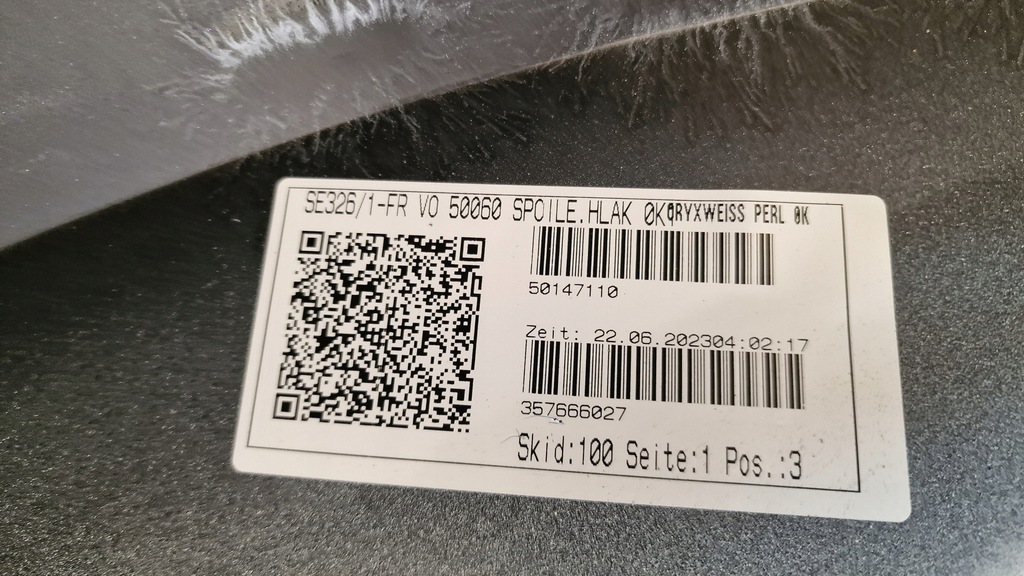 SE326/1-FR VO 50060 SPOILE.HLAK 0K0RYXWEISS PERL 0K
50147110
Zeit: 22.06.202304:02:17
357666027
Skid:100 Seite:1 Pos.:3